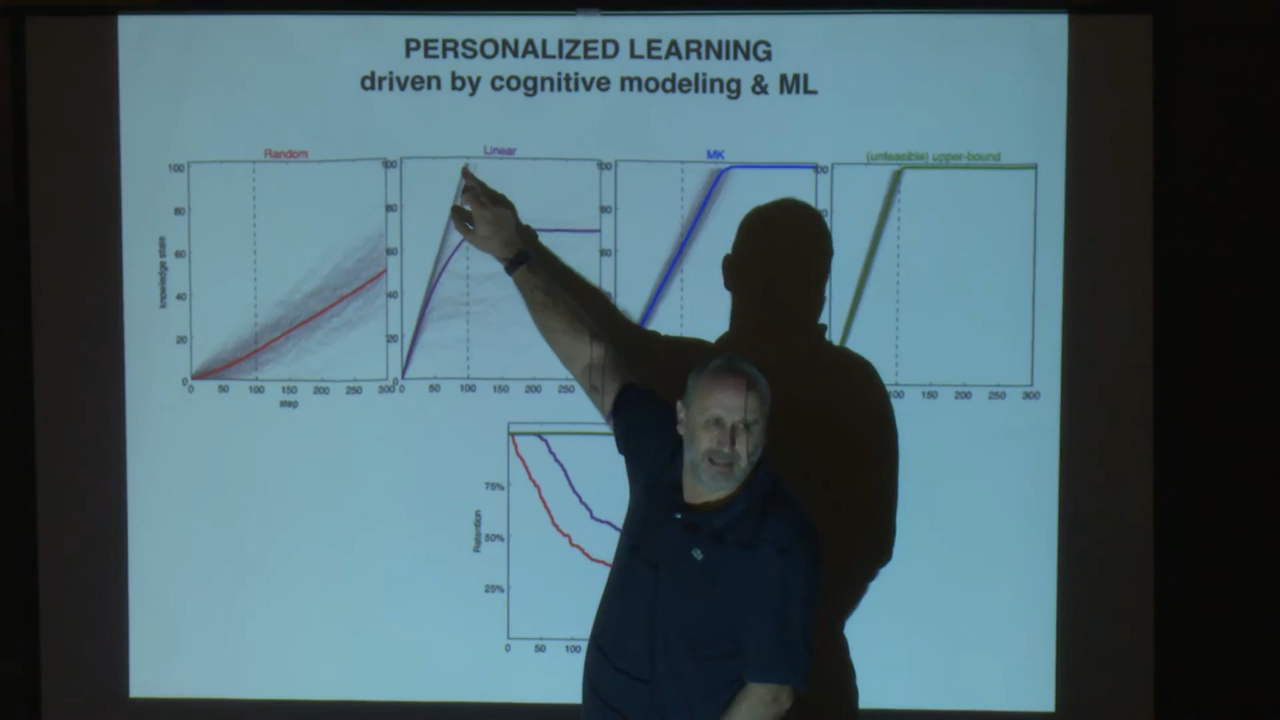 PERSONALIZED LEARNING
driven by cognitive modeling & ML
Random
Linear
MK
(unfeasible) upper-bound
100
80
60
40
20
0
knowledge state
0 50 100 150 200 250 300
step
80
60
40
20
0
50 100 150 200 250
80
60
100 150 200 250 300
Retention
75%
50%
25%
0 50 100